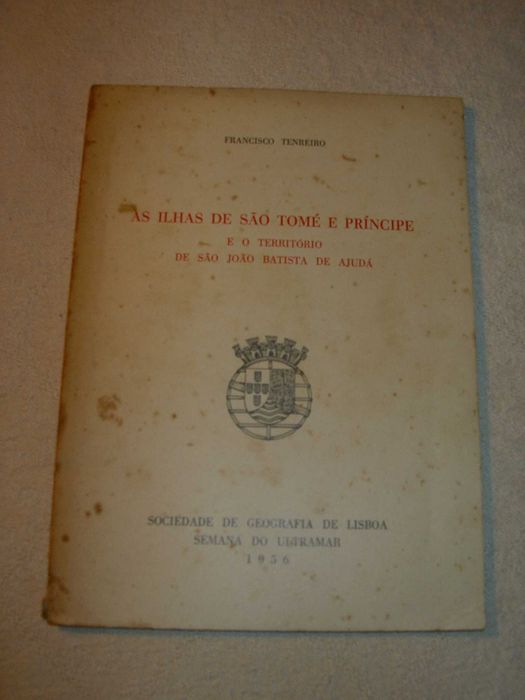 FRANCISCO TENREIRO
AS ILHAS DE SÃO TOMÉ E PRÍNCIPE
E O TERRITÓRIO
DE SÃO JOÃO BATISTA DE AJUDÁ
SOCIEDADE DE GEOGRAFIA DE LISBOA
SEMANA DO ULTRAMAR
1956